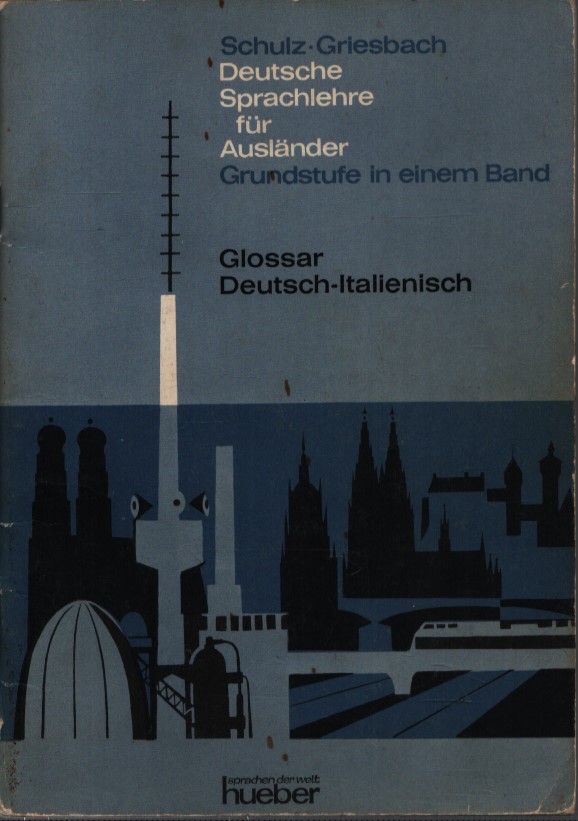 Schulz·Griesbach
Deutsche
Sprachlehre
für
Ausländer
Grundstufe in einem Band
Glossar
Deutsch-Italienisch
sprachen der welt
hueber